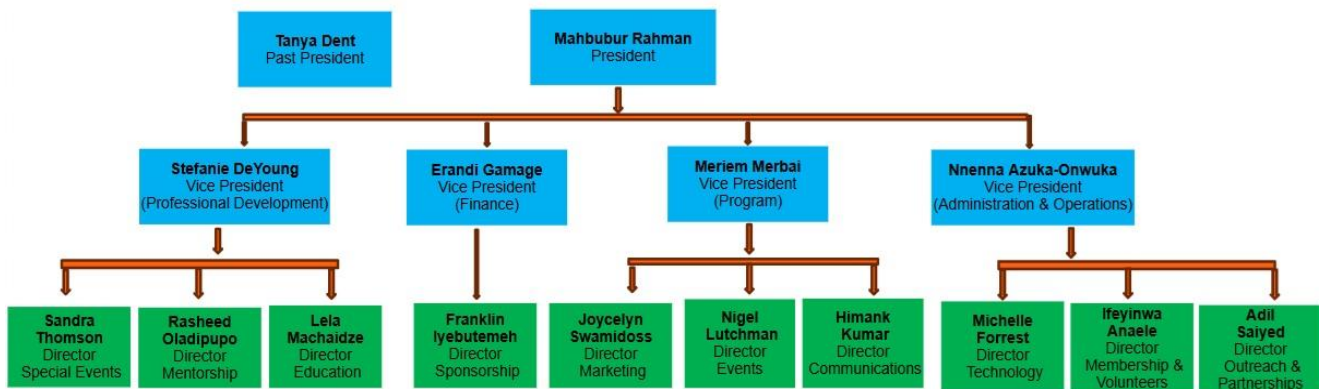 Tanya Dent
Past President
Mahbubur Rahman
President
Stefanie DeYoung
Vice President
(Professional Development)
Erandi Gamage
Vice President
(Finance)
Meriem Merbai
Vice President
(Program)
Nnenna Azuka-Onwuka
Vice President
(Administration & Operations)
Sandra
Thomson
Director
Special Events
Rasheed
Oladipupo
Director
Mentorship
Lela
Machaidze
Director
Education
Franklin
Iyebutemeh
Director
Sponsorship
Joycelyn
Swamidoss
Director
Marketing
Nigel
Lutchman
Director
Events
Himank
Kumar
Director
Communications
Michelle
Forrest
Director
Technology
Ifeyinwa
Anaele
Director
Membership &
Volunteers
Adil
Saiyed
Director
Outreach &
Partnerships